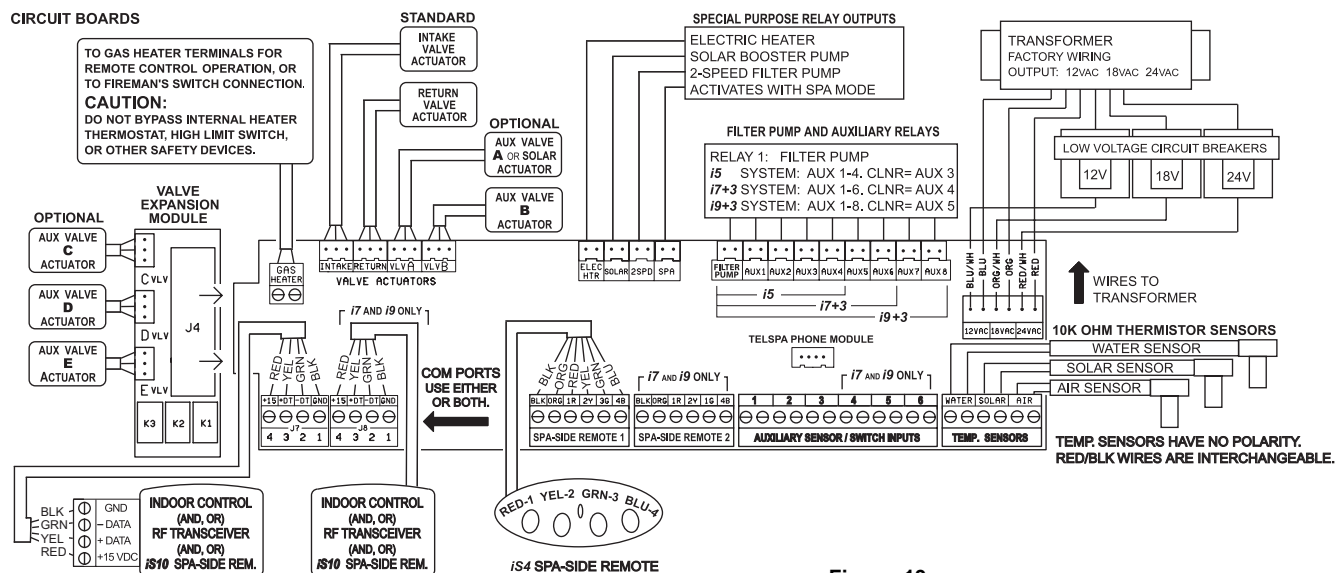 CIRCUIT BOARDS
TO GAS HEATER TERMINALS FOR
REMOTE CONTROL OPERATION, OR
TO FIREMAN'S SWITCH CONNECTION.
CAUTION:
DO NOT BYPASS INTERNAL HEATER
THERMOSTAT, HIGH LIMIT SWITCH,
OR OTHER SAFETY DEVICES.
STANDARD
INTAKE
VALVE
ACTUATOR
RETURN
VALVE
ACTUATOR
OPTIONAL
AUX VALVE
A OR SOLAR
ACTUATOR
AUX VALVE
B
ACTUATOR
SPECIAL PURPOSE RELAY OUTPUTS
ELECTRIC HEATER
SOLAR BOOSTER PUMP
2-SPEED FILTER PUMP
ACTIVATES WITH SPA MODE
FILTER PUMP AND AUXILIARY RELAYS
RELAY 1: FILTER PUMP
i5 SYSTEM: AUX 1-4. CLNR= AUX 3
i7+3 SYSTEM: AUX 1-6. CLNR= AUX 4
i9+3 SYSTEM: AUX 1-8. CLNR= AUX 5
TRANSFORMER
FACTORY WIRING
OUTPUT: 12VAC 18VAC 24VAC
LOW VOLTAGE CIRCUIT BREAKERS
12V 18V 24V
OPTIONAL
AUX VALVE
C
ACTUATOR
AUX VALVE
D
ACTUATOR
AUX VALVE
E
ACTUATOR
VALVE
EXPANSION
MODULE
C VLV
D VLV
E VLV
J4
K3 K2 K1
GAS
HEATER
INTAKE RETURN VLV A VLV B
VALVE ACTUATORS
ELEC
HTR
SOLAR 2SPD SPA
FILTER
PUMP
AUX1 AUX2 AUX3 AUX4 AUX5 AUX6 AUX7 AUX8
i5
i7+3
i9+3
BLU/WH
BLU
ORG/WH
ORG
RED/WH
RED
12VAC 18VAC 24VAC
WIRES TO
TRANSFORMER
10K OHM THERMISTOR SENSORS
WATER SENSOR
SOLAR SENSOR
AIR SENSOR
TEMP. SENSORS HAVE NO POLARITY.
RED/BLK WIRES ARE INTERCHANGEABLE.
TELSPA PHONE MODULE
i7 AND i9 ONLY
RED YEL GRN BLK
RED YEL GRN BLK
+15 +DT -DT GND
J7
4 3 2 1
+15 +DT -DT GND
J8
4 3 2 1
COM PORTS
USE EITHER
OR BOTH.
BLK ORG RED YEL GRN BLU
BLK ORG 1R 2Y 3G 4B
SPA-SIDE REMOTE 1
i7 AND i9 ONLY
BLK ORG 1R 2Y 1G 4B
SPA-SIDE REMOTE 2
i7 AND i9 ONLY
1 2 3 4 5 6
AUXILIARY SENSOR / SWITCH INPUTS
WATER SOLAR AIR
TEMP. SENSORS
BLK GND
GRN – DATA
YEL + DATA
RED +15 VDC
INDOOR CONTROL
(AND, OR)
RF TRANSCEIVER
(AND, OR)
iS10 SPA-SIDE REM.
INDOOR CONTROL
(AND, OR)
RF TRANSCEIVER
(AND, OR)
iS10 SPA-SIDE REM.
RED-1 YEL-2 GRN-3 BLU-4
iS4 SPA-SIDE REMOTE